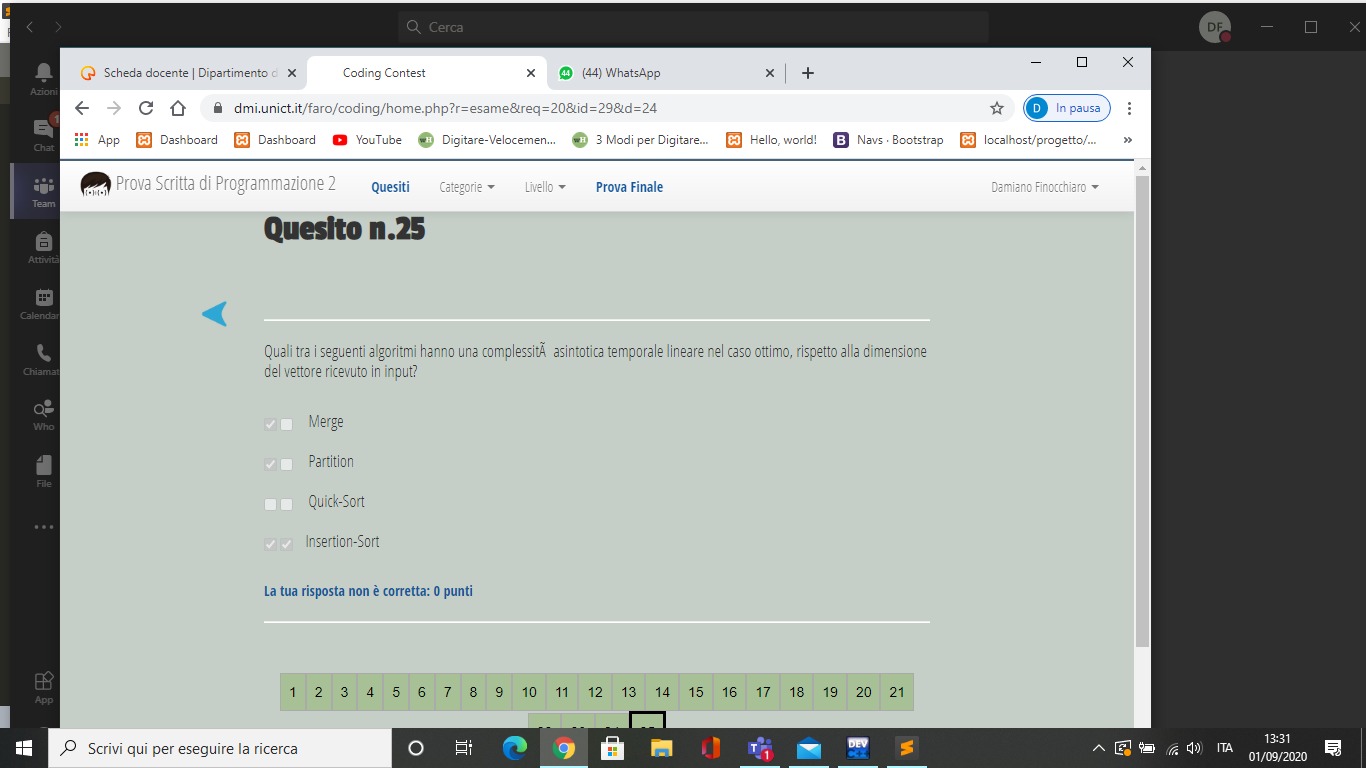 Cerca
DF
Scheda docente | Dipartimento d
Coding Contest
44
(44) WhatsApp
dmi.unict.it/faro/coding/home.php?r=esame&req=20&id=29&d=24
D
In pausa
App
Dashboard
Dashboard
YouTube
Digitare-Velocemen...
3 Modi per Digitare...
Hello, world!
B
Navs · Bootstrap
localhost/progetto/...
»
Azioni
1
Chat
Team
Attività
Calendar
Chiamat
Who
File
App
Prova Scritta di Programmazione 2
Quesiti
Categorie
Livello
Prova Finale
Damiano Finocchiaro
Quesito n.25
Quali tra i seguenti algoritmi hanno una complessitÃ  asintotica temporale lineare nel caso ottimo, rispetto alla dimensione
del vettore ricevuto in input?
Merge
Partition
Quick-Sort
Insertion-Sort
La tua risposta non è corretta: 0 punti
1 2 3 4 5 6 7 8 9 10 11 12 13 14 15 16 17 18 19 20 21
Scrivi qui per eseguire la ricerca
1
DEV
ITA
13:31
01/09/2020